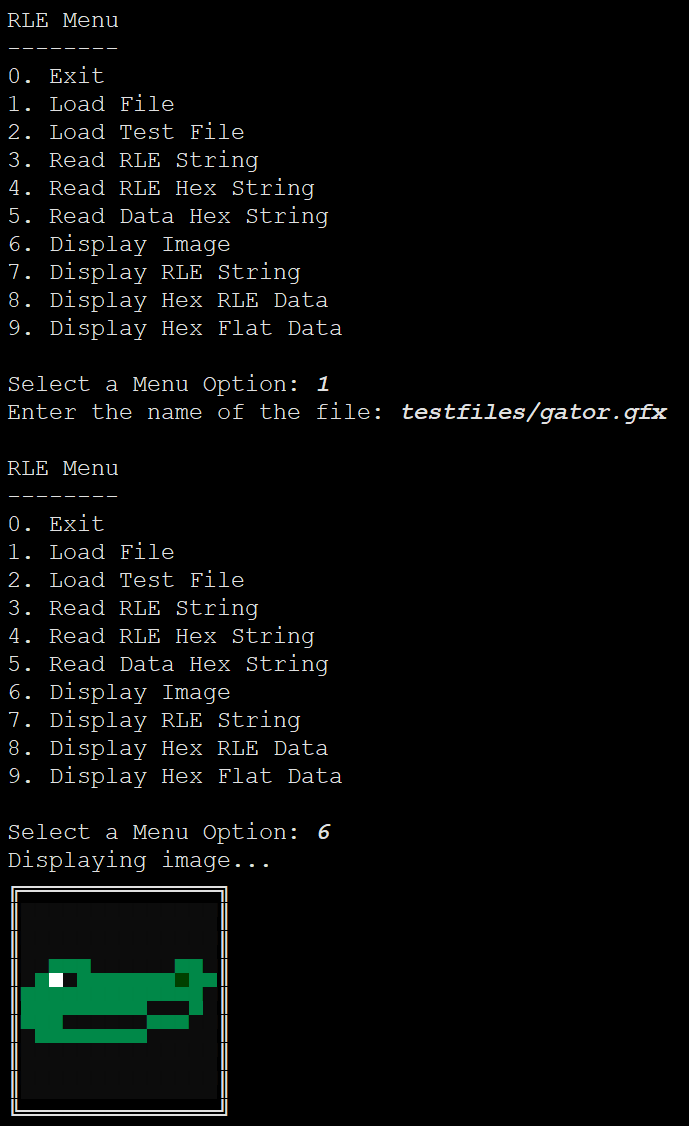 RLE Menu
--------
0. Exit
1. Load File
2. Load Test File
3. Read RLE String
4. Read RLE Hex String
5. Read Data Hex String
6. Display Image
7. Display RLE String
8. Display Hex RLE Data
9. Display Hex Flat Data
Select a Menu Option: 1
Enter the name of the file: testfiles/gator.gfx
RLE Menu
--------
0. Exit
1. Load File
2. Load Test File
3. Read RLE String
4. Read RLE Hex String
5. Read Data Hex String
6. Display Image
7. Display RLE String
8. Display Hex RLE Data
9. Display Hex Flat Data
Select a Menu Option: 6
Displaying image...